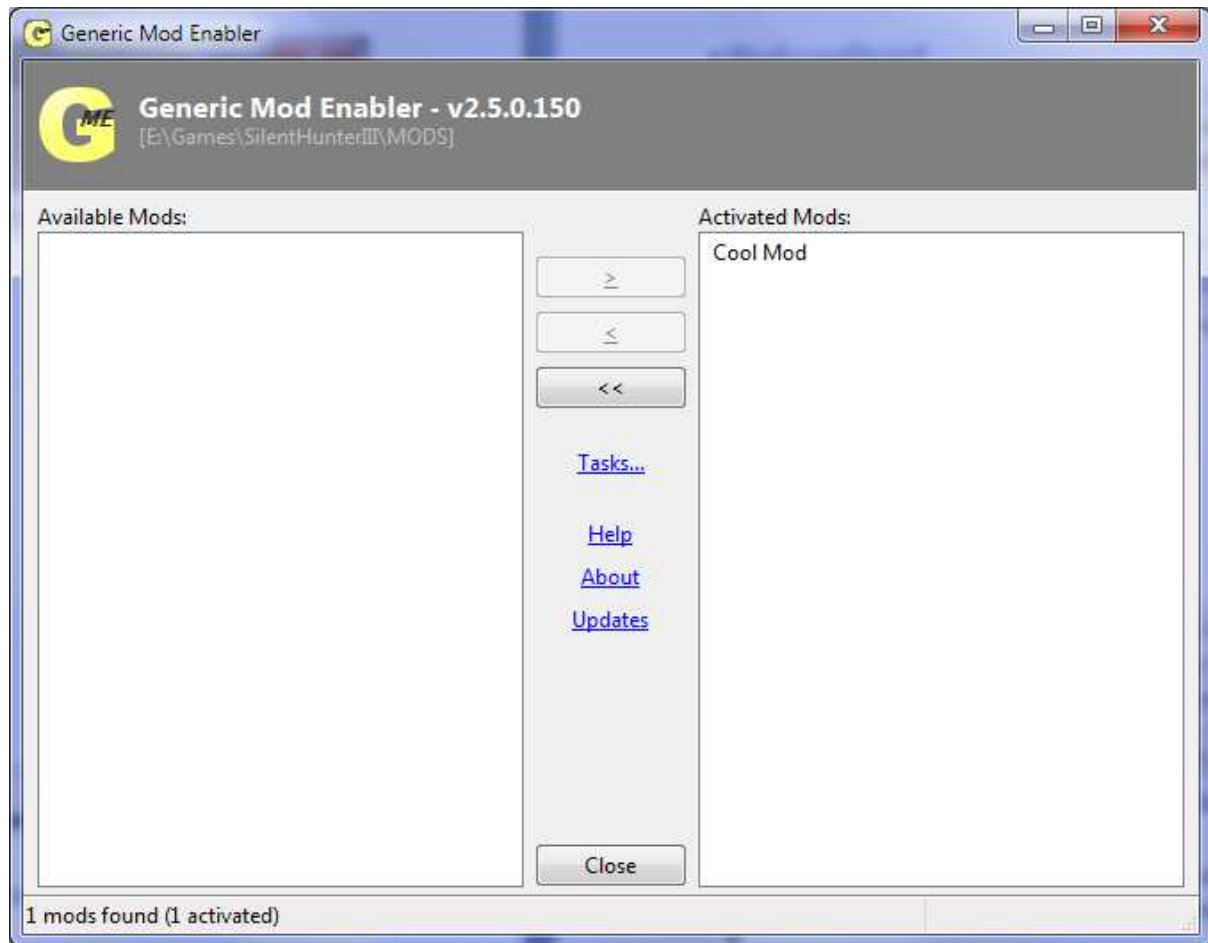 Generic Mod Enabler
G ME
Generic Mod Enabler - v2.5.0.150
[E:\Games\SilentHunterIII\MODS]
Available Mods:
Activated Mods:
Cool Mod
>
<
<<
Tasks...
Help
About
Updates
Close
1 mods found (1 activated)